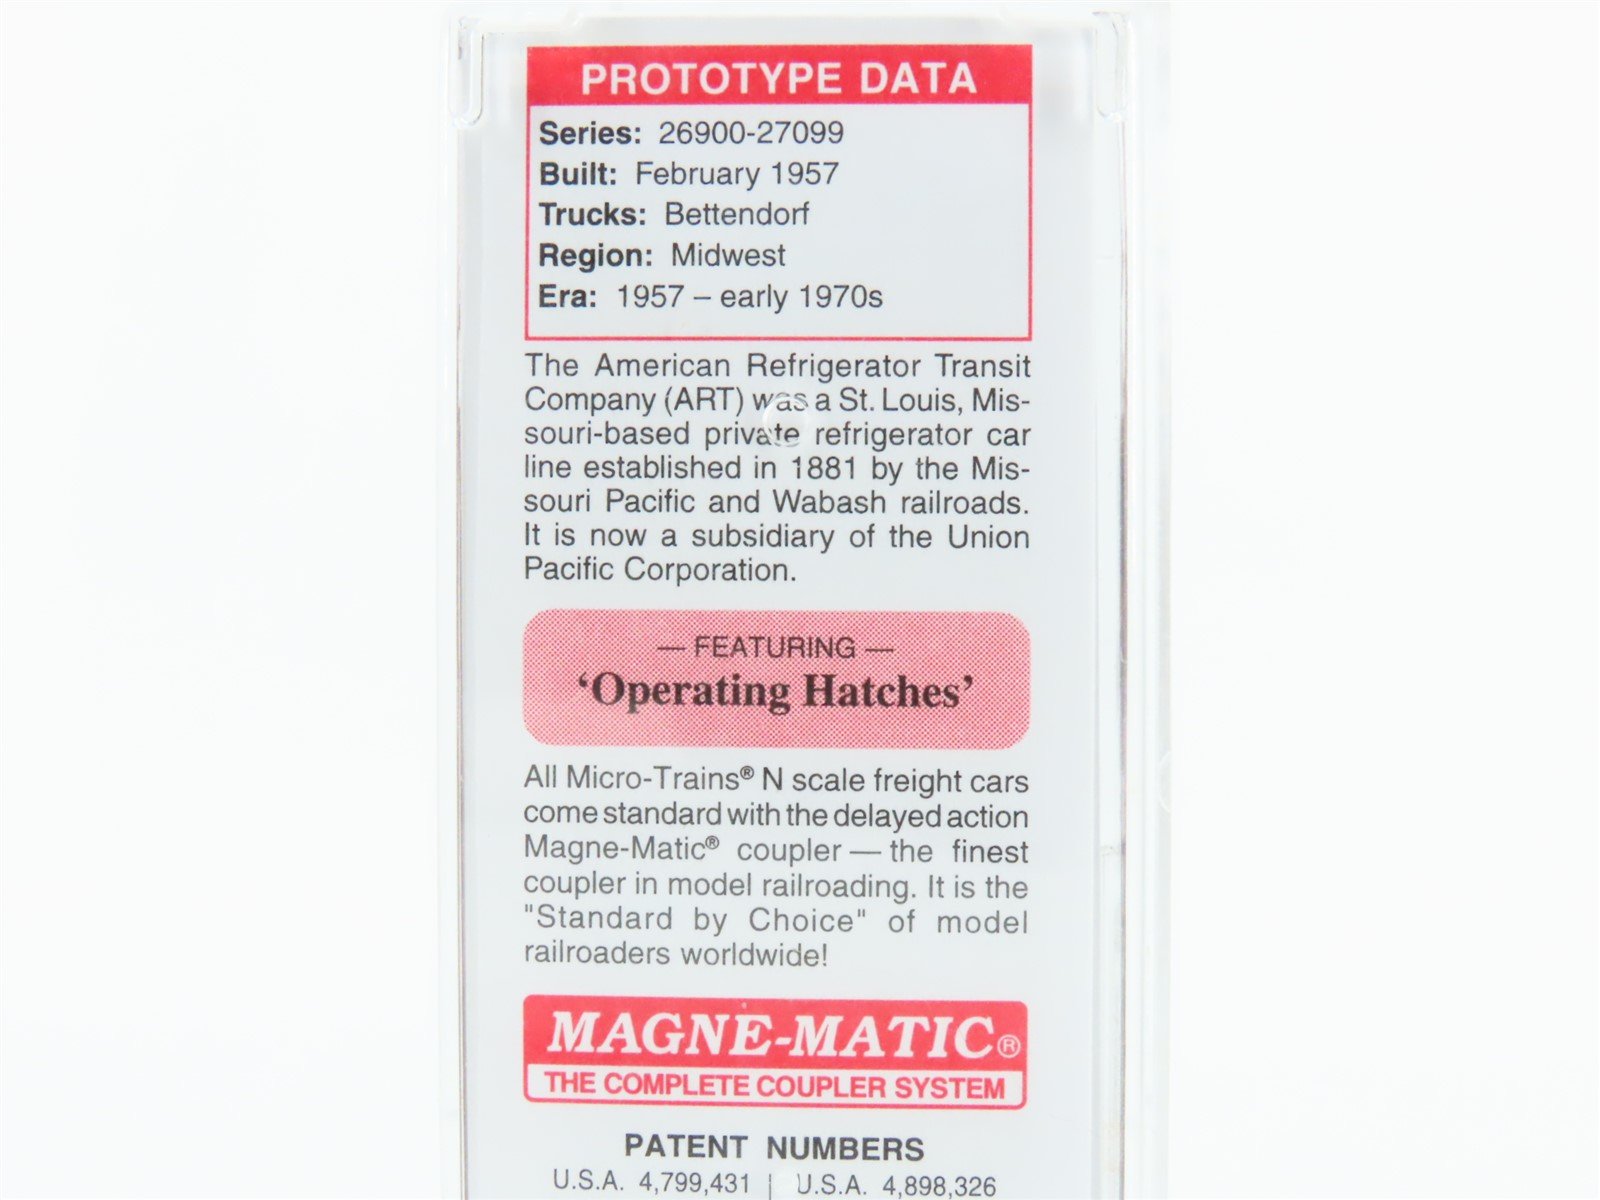 PROTOTYPE DATA
Series: 26900-27099
Built: February 1957
Trucks: Bettendorf
Region: Midwest
Era: 1957 – early 1970s
The American Refrigerator Transit
Company (ART) was a St. Louis, Mis-
souri-based private refrigerator car
line established in 1881 by the Mis-
souri Pacific and Wabash railroads.
It is now a subsidiary of the Union
Pacific Corporation.
— FEATURING —
‘Operating Hatches’
All Micro-Trains® N scale freight cars
come standard with the delayed action
Magne-Matic® coupler — the finest
coupler in model railroading. It is the
"Standard by Choice" of model
railroaders worldwide!
MAGNE-MATIC®
THE COMPLETE COUPLER SYSTEM
PATENT NUMBERS
U.S.A. 4,799,431 | U.S.A. 4,898,326